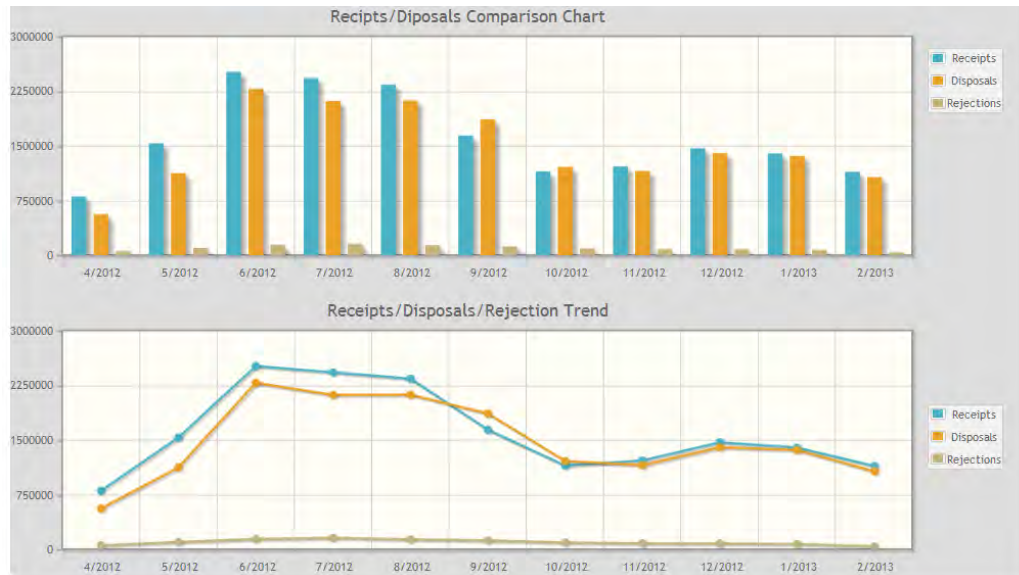 Recipts/Diposals Comparison Chart
3000000
2250000
1500000
750000
0
4/2012 5/2012 6/2012 7/2012 8/2012 9/2012 10/2012 11/2012 12/2012 1/2013 2/2013
Receipts
Disposals
Rejections
Receipts/Disposals/Rejection Trend
3000000
2250000
1500000
750000
0
4/2012 5/2012 6/2012 7/2012 8/2012 9/2012 10/2012 11/2012 12/2012 1/2013 2/2013
Receipts
Disposals
Rejections